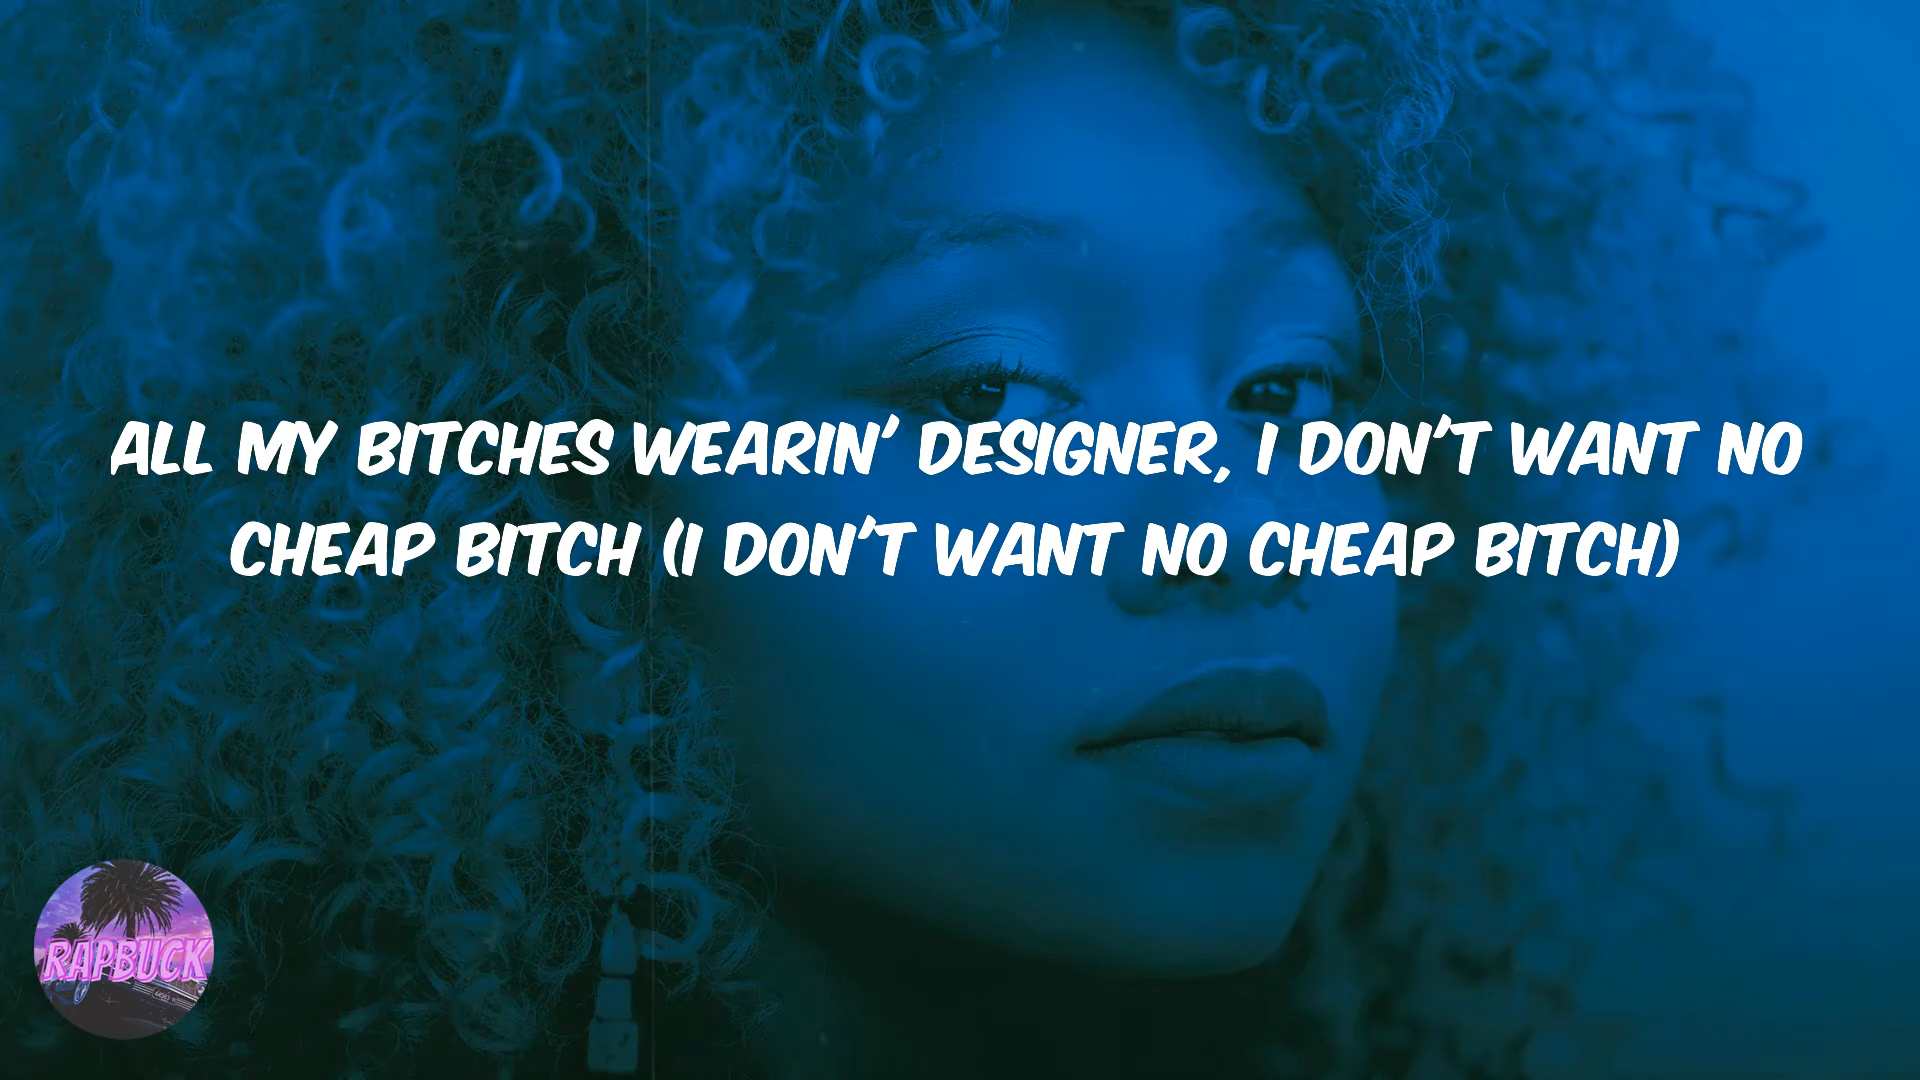 ALL MY BITCHES WEARIN' DESIGNER, I DON'T WANT NO
CHEAP BITCH (I DON'T WANT NO CHEAP BITCH)
RAPBUCK